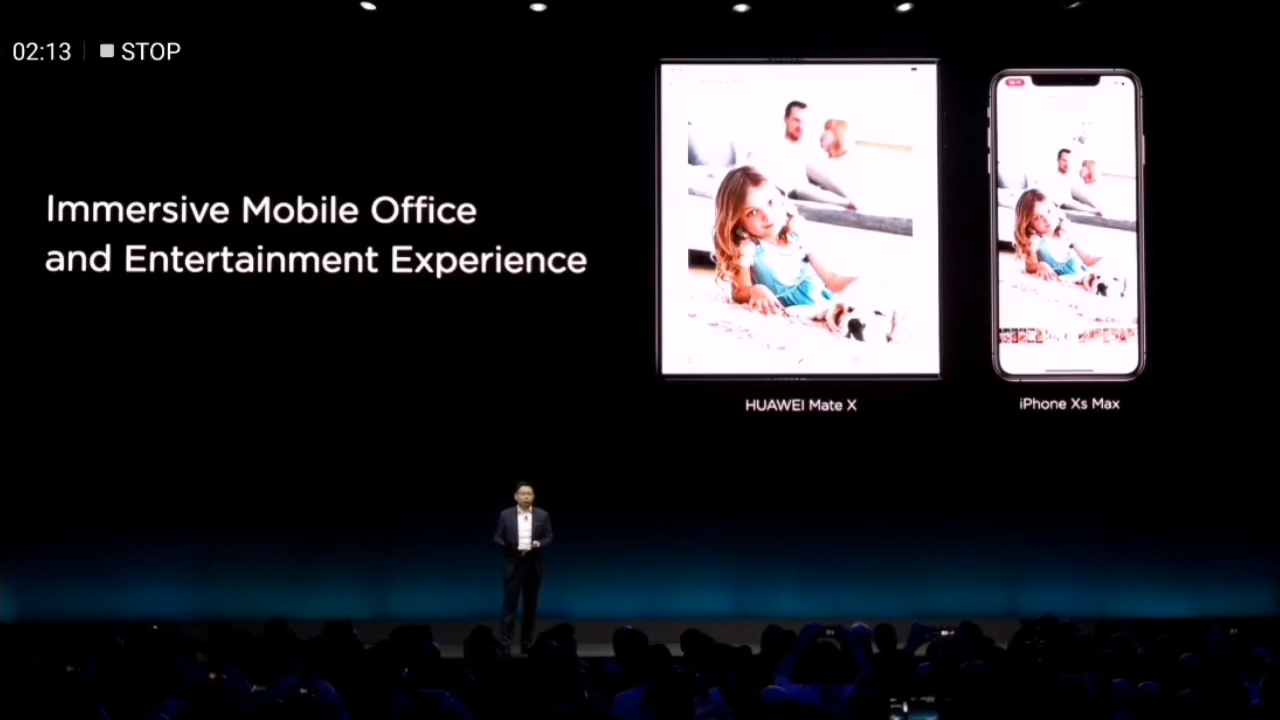 02:13 STOP
Immersive Mobile Office
and Entertainment Experience
HUAWEI Mate X
iPhone Xs Max